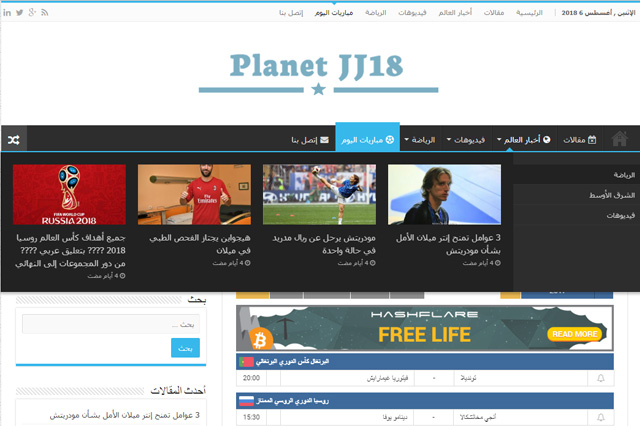 الإثنين , أغسطس 6 2018 الرئيسية مقالات أخبار العالم فيديوهات الرياضة مباريات اليوم إتصل بنا
Planet JJ18
مقالات أخبار العالم فيديوهات الرياضة مباريات اليوم إتصل بنا
الرياضة
الشرق الأوسط
فيديوهات
3 عوامل تمنح إنتر ميلان الأمل
بشأن مودريتش
4 أيام مضت
مودريتش يرحل عن ريال مدريد
في حالة واحدة
4 أيام مضت
هيجواين يجتاز الفحص الطبي
في ميلان
4 أيام مضت
FIFA WORLD CUP
RUSSIA 2018
جميع أهداف كأس العالم روسيا
2018 ???? بتعليق عربي ????
من دور المجموعات إلى النهائي
4 أيام مضت
HASHFLARE
FREE LIFE
READ MORE
البرتغال كأس الدوري البرتغالي
تونديلا - فيتوريا غيمارايش 20:00
روسيا الدوري الروسي الممتاز
أنجي محاشكالا - دينامو يوفا 15:30
بحث
بحث ...
بحث
أحدث المقالات
3 عوامل تمنح إنتر ميلان الأمل بشأن مودريتش